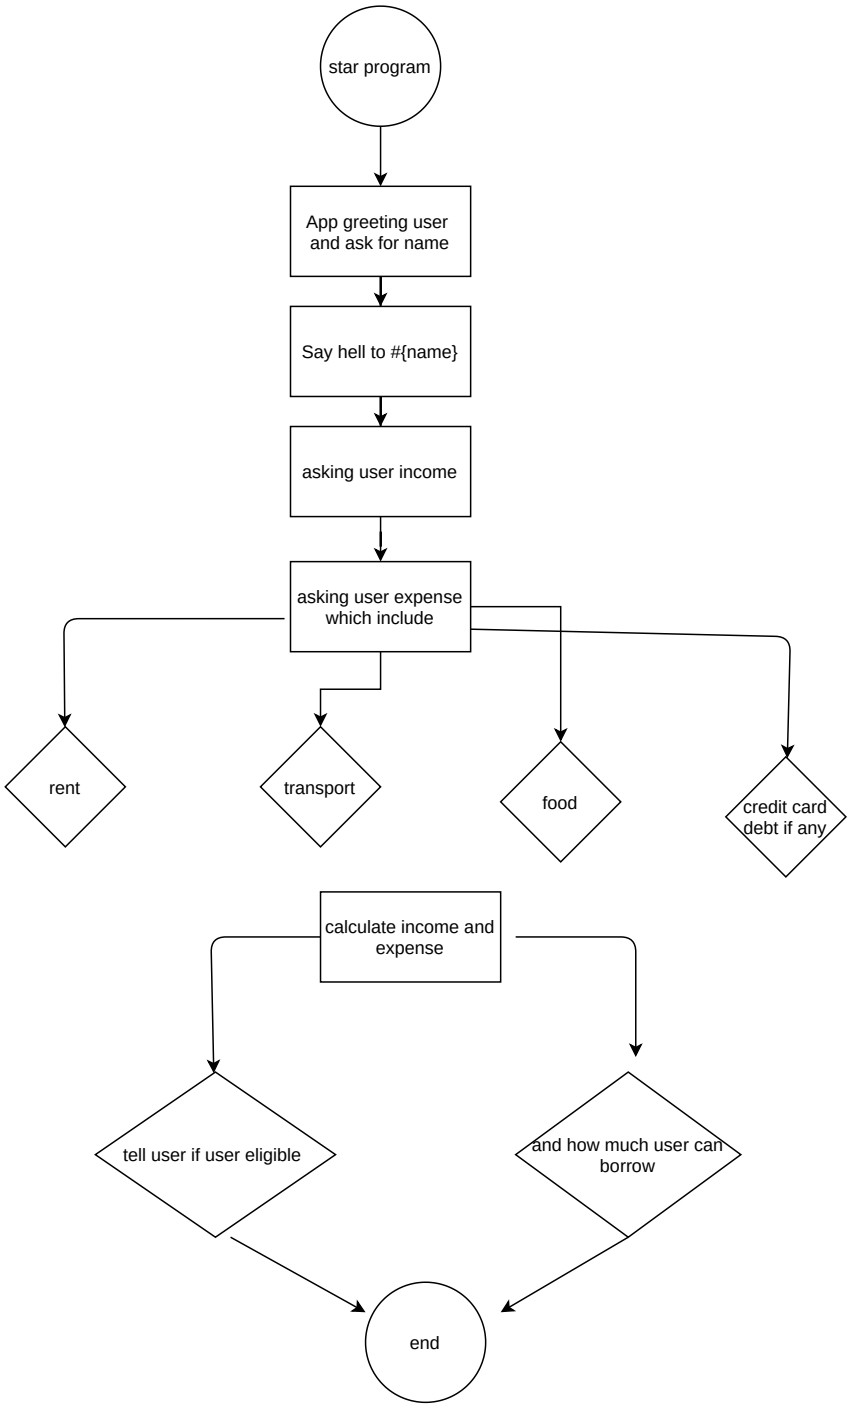 star program
App greeting user
and ask for name
Say hell to #{name}
asking user income
asking user expense
which include
rent
transport
food
credit card
debt if any
calculate income and
expense
tell user if user eligible
and how much user can
borrow
end